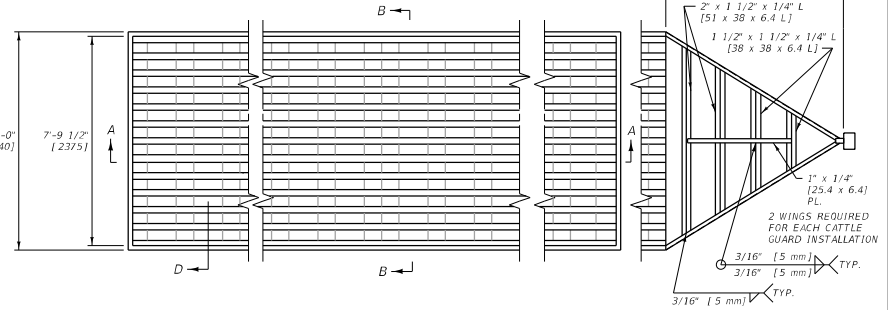 B
2" x 1 1/2" x 1/4" L
[51 x 38 x 6.4 L]
1 1/2" x 1 1/2" x 1/4" L
[38 x 38 x 6.4 L]
-0"
40]
7'-9 1/2"
[2375]
A
A
1" x 1/4"
[25.4 x 6.4]
PL.
2 WINGS REQUIRED
FOR EACH CATTLE
GUARD INSTALLATION
D
B
3/16" [5 mm]
3/16" [5 mm]
TYP.
3/16" [5 mm]
TYP.